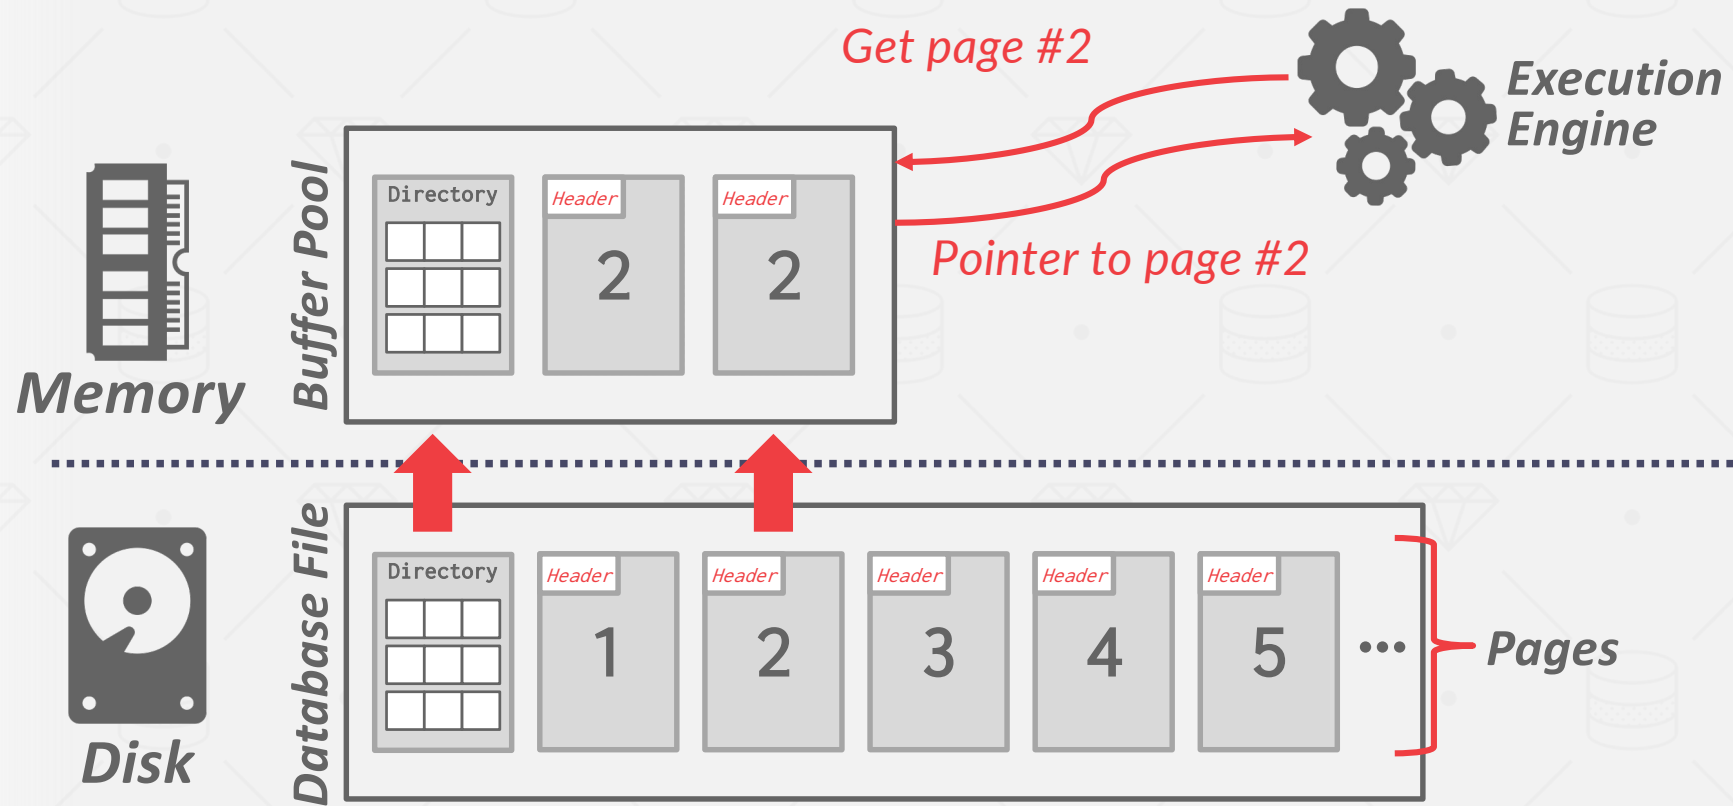 Get page #2
Execution
Engine
Buffer Pool
Directory
Header
Header
2
2
Pointer to page #2
Memory
Database File
Directory
Header
Header
Header
Header
Header
1
2
3
4
5
...
Pages
Disk